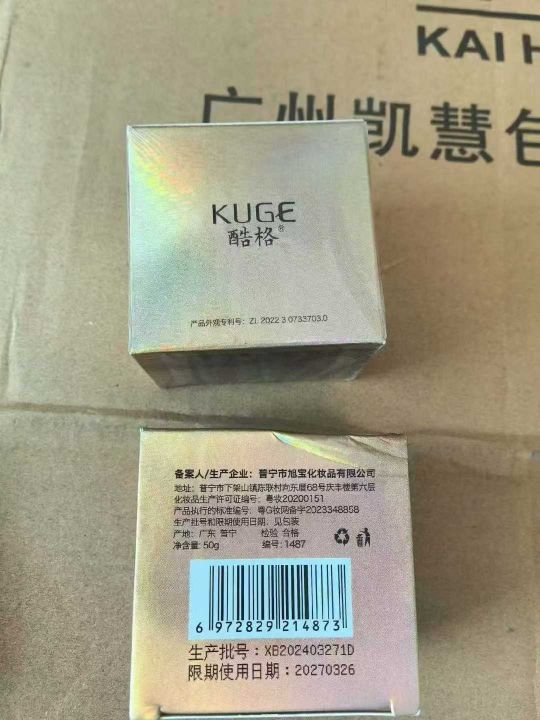 KAI H
广州凯慧包
KUGE
酷格®
产品外观专利号：ZL 2022 3 0733703.0
备案人/生产企业：普宁市旭宝化妆品有限公司
地址：普宁市下架山镇陈联村向东厝68号庆丰楼第六层
化妆品生产许可证编号：粤妆20200151
产品执行的标准编号：粤G妆网备字2023348858
生产批号和限期使用日期：见包装
产地：广东 普宁 检验 合格
净含量：50g 编号：1487
6 972829 214873
生产批号：XB202403271D
限期使用日期：20270326